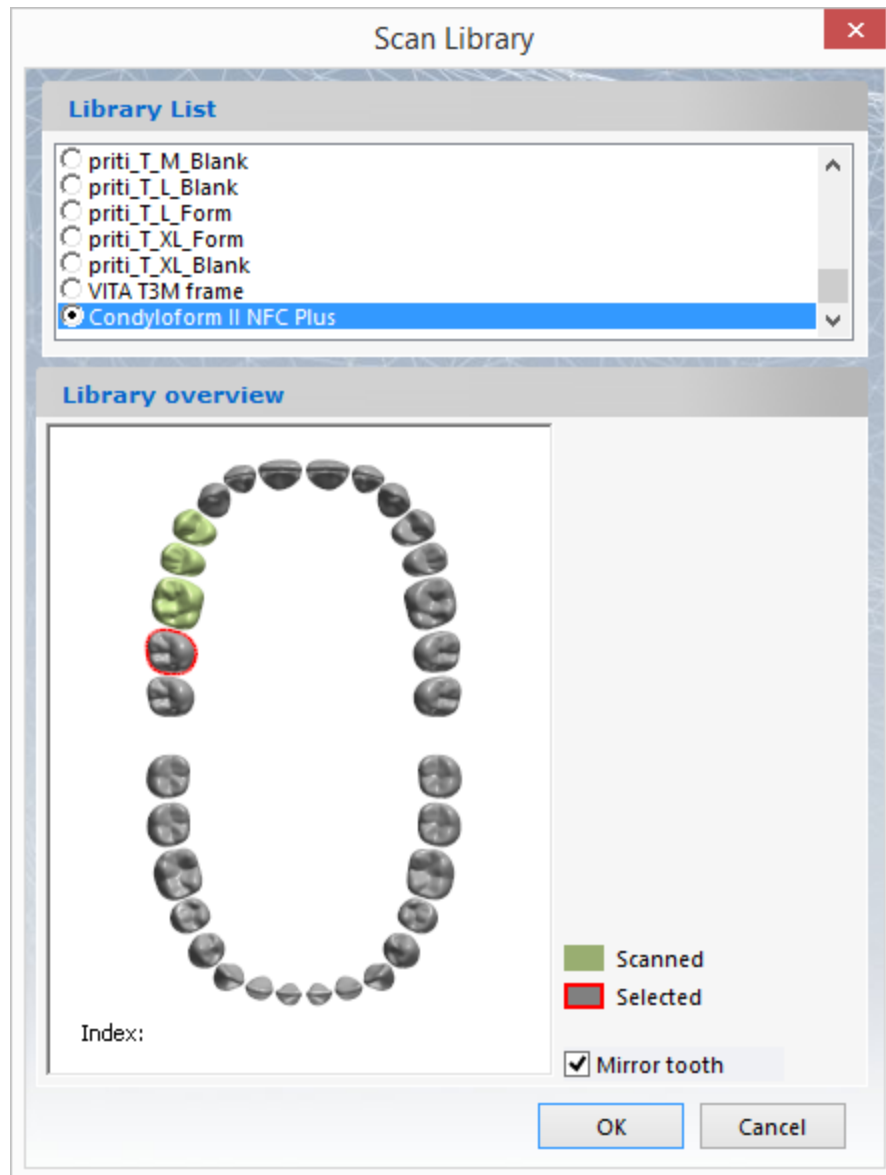 Scan Library
Library List
priti_T_M_Blank
priti_T_L_Blank
priti_T_L_Form
priti_T_XL_Form
priti_T_XL_Blank
VITA T3M frame
Condyloform II NFC Plus
Library overview
Scanned
Selected
Index:
Mirror tooth
OK Cancel